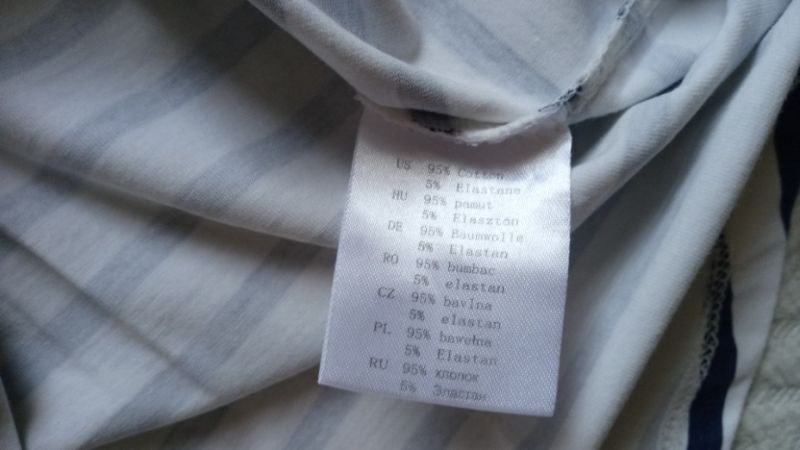 US 95% Cotton
5% Elastane
HU 95% pamut
5% Elasztón
DE 95% Baumwolle
5% Elastan
RO 95% bumbac
5% elastan
CZ 95% bavlna
5% elastan
PL 95% bawełna
5% Elastan
RU 95% хлопок
5% Эластан